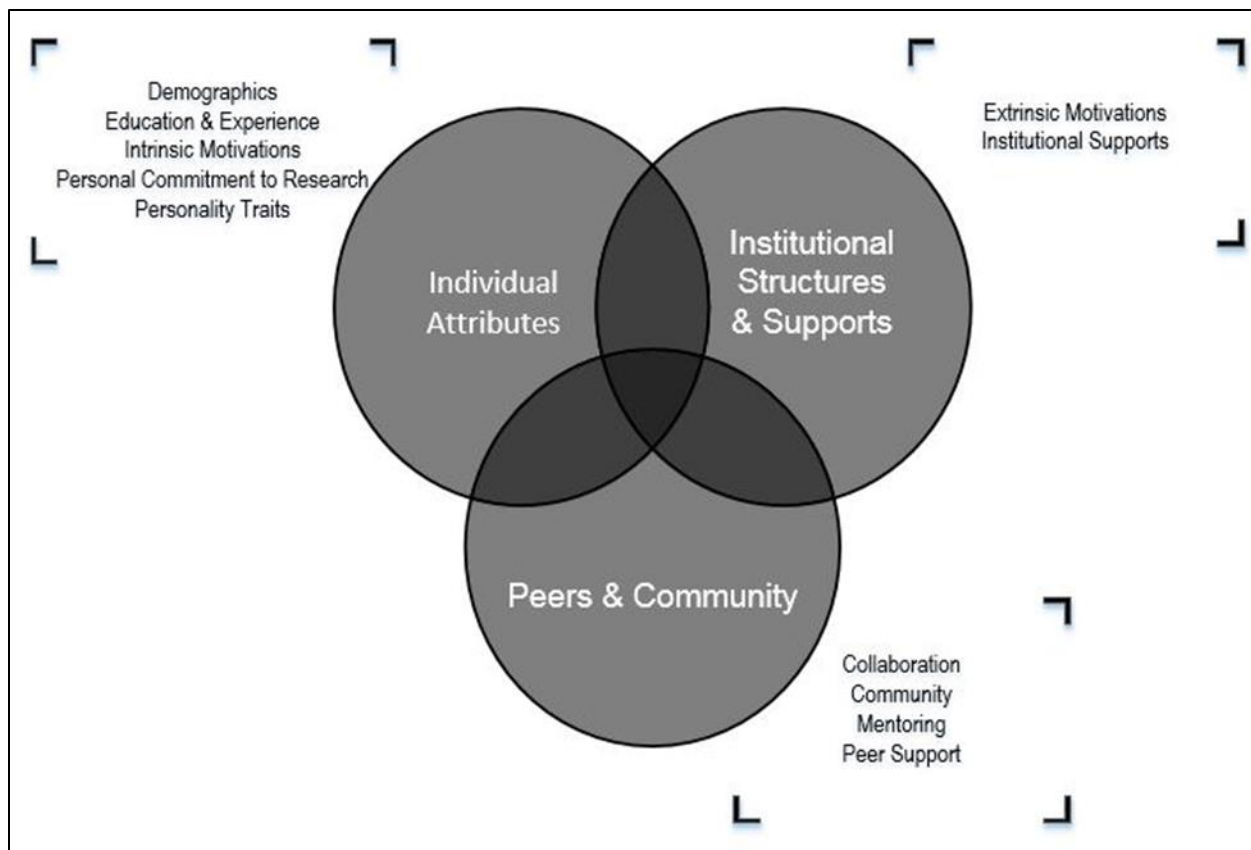 Demographics
Education & Experience
Intrinsic Motivations
Personal Commitment to Research
Personality Traits
Extrinsic Motivations
Institutional Supports
Individual
Attributes
Institutional
Structures
& Supports
Peers & Community
Collaboration
Community
Mentoring
Peer Support